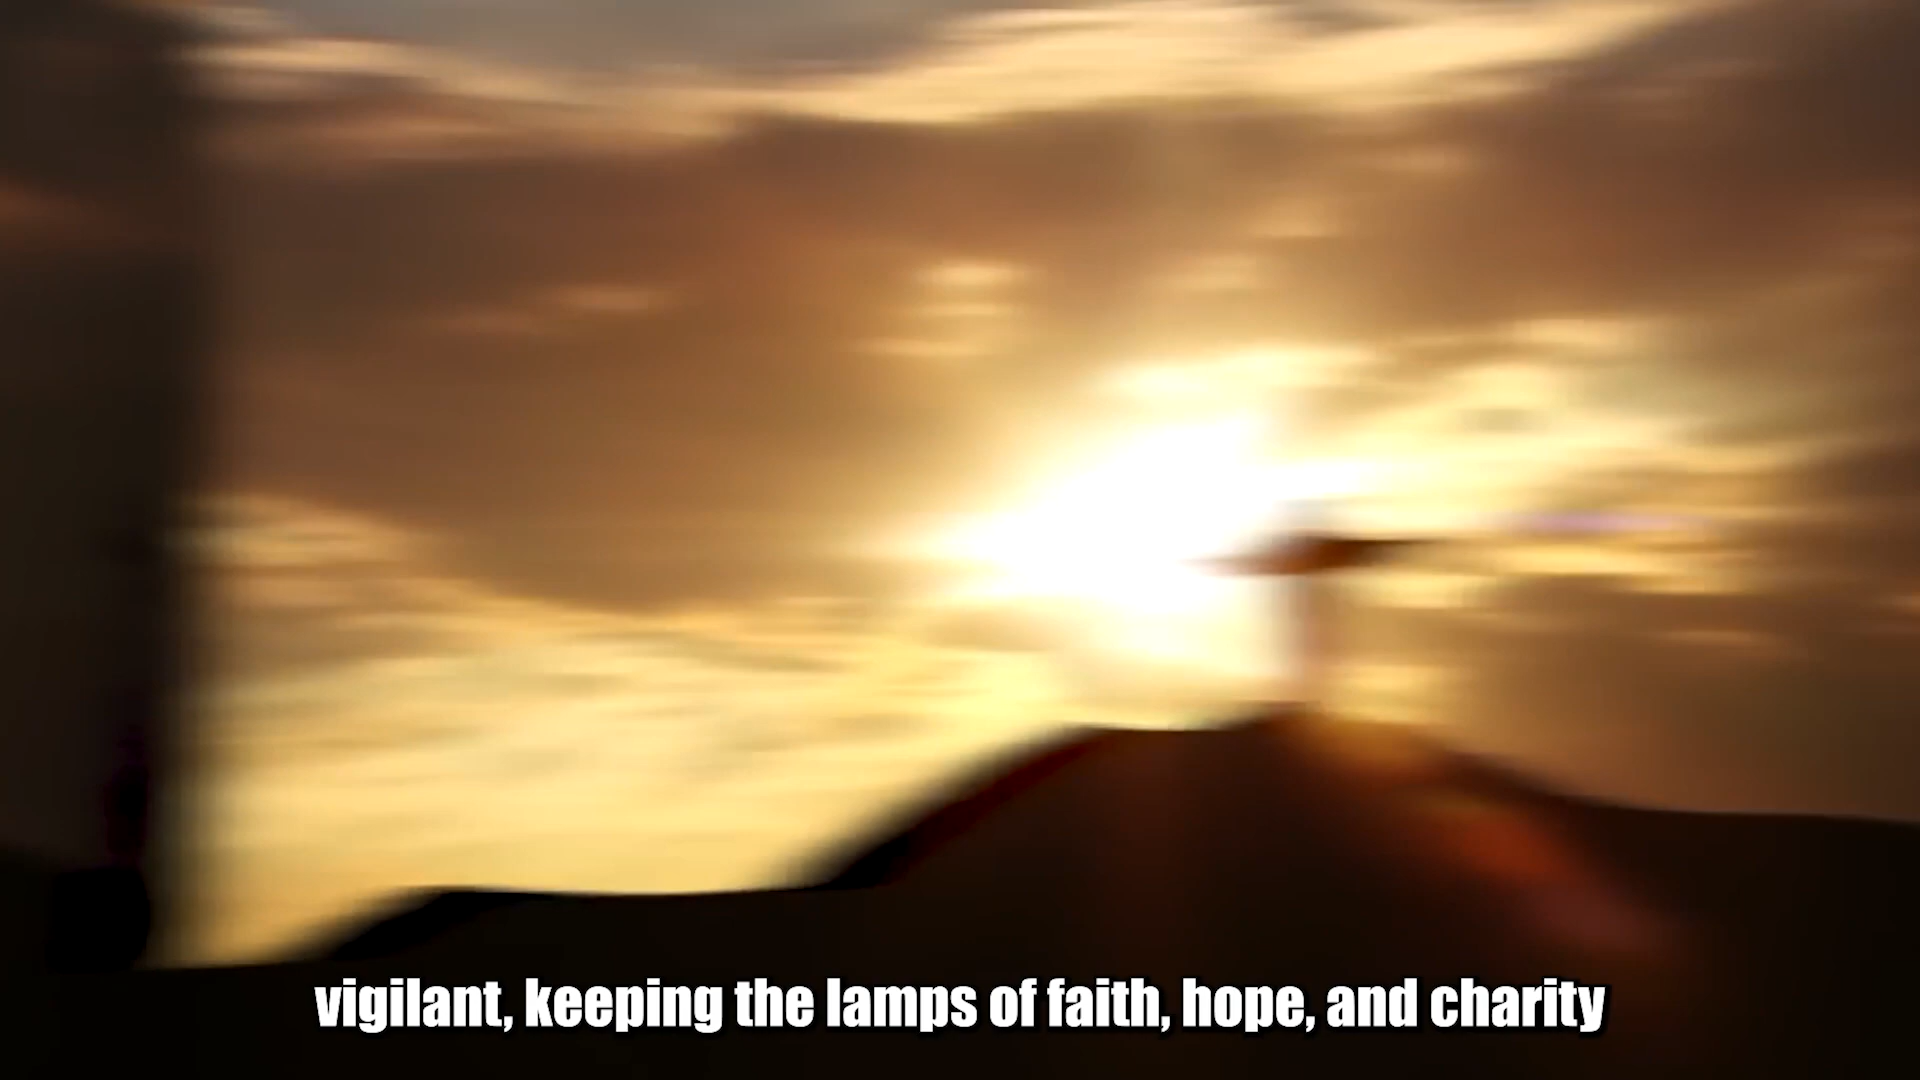 vigilant, keeping the lamps of faith, hope, and charity